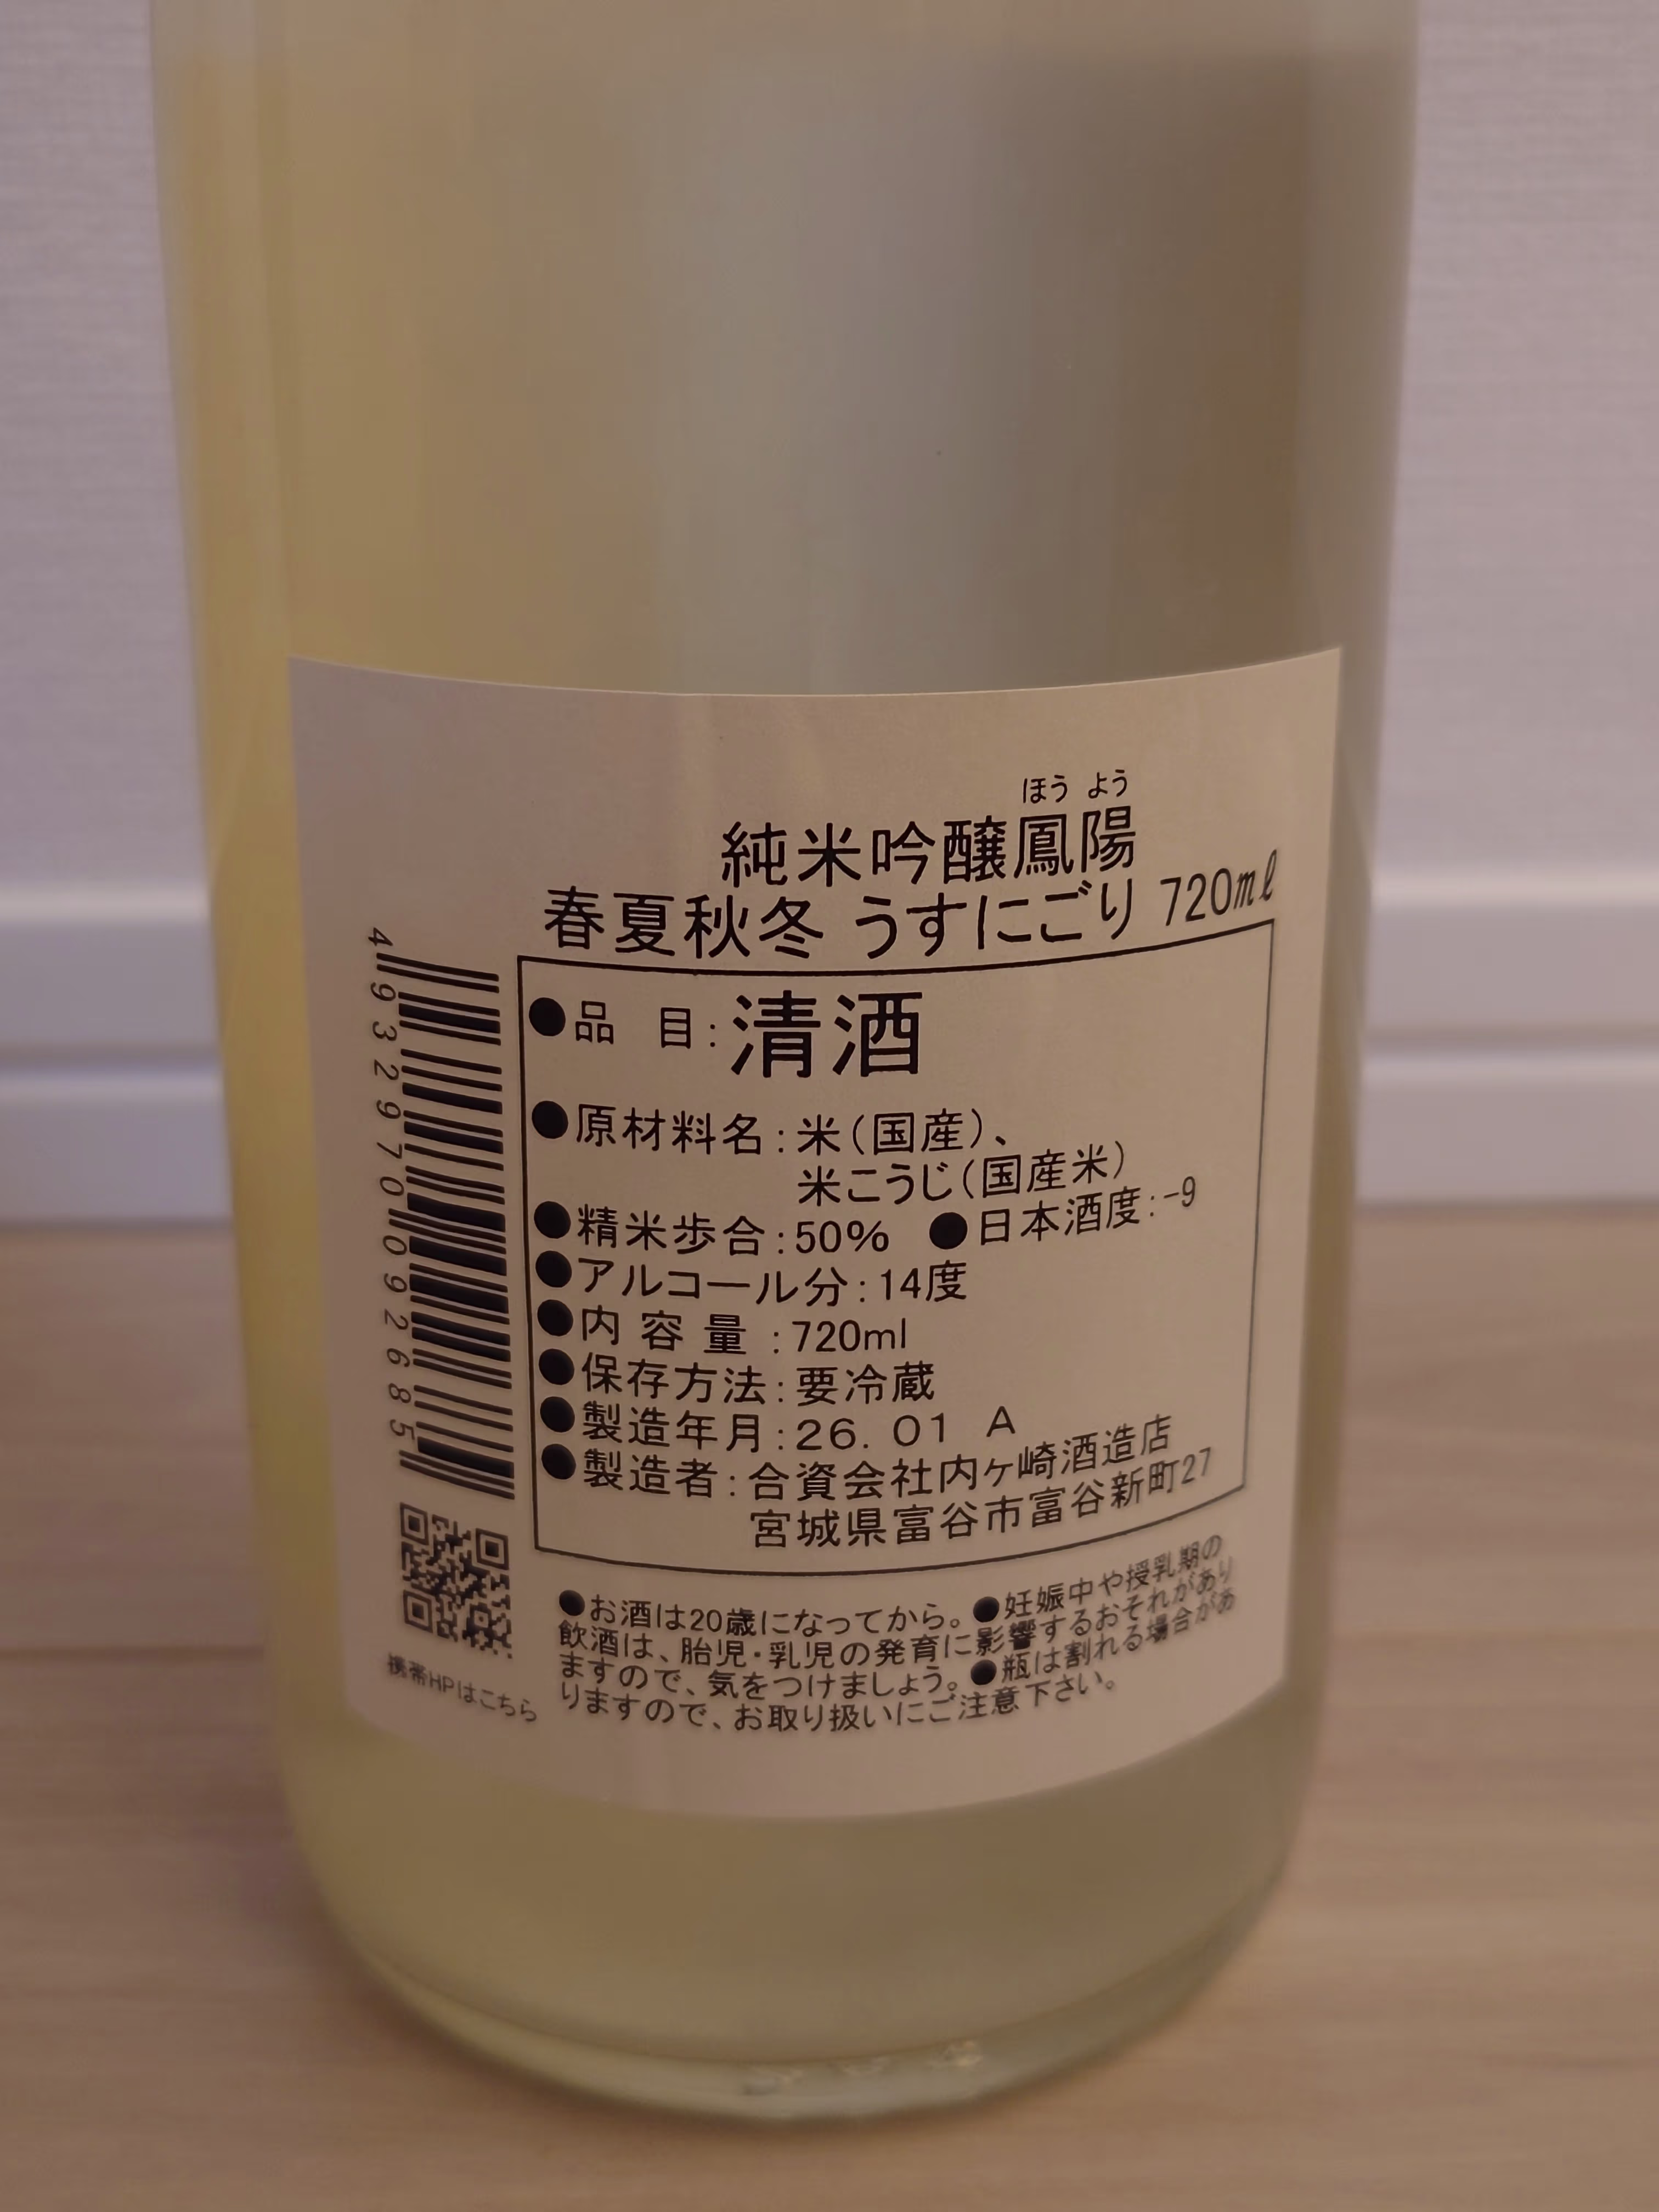 ほう よう
純米吟醸鳳陽
春夏秋冬 うすにごり 720mℓ
●品 目:清酒
●原材料名:米(国産)、
米こうじ(国産米)
●精米歩合:50% ●日本酒度:-9
●アルコール分:14度
●内容量:720ml
●保存方法:要冷蔵
●製造年月:26. 01 A
●製造者:合資会社内ヶ崎酒造店
宮城県富谷市富谷新町27
●お酒は20歳になってから。●妊娠中や授乳期の
飲酒は、胎児・乳児の発育に影響するおそれがあり
ますので、気をつけましょう。●瓶は割れる場合があ
りますので、お取り扱いにご注意下さい。
4932970092685
携帯HPはこちら